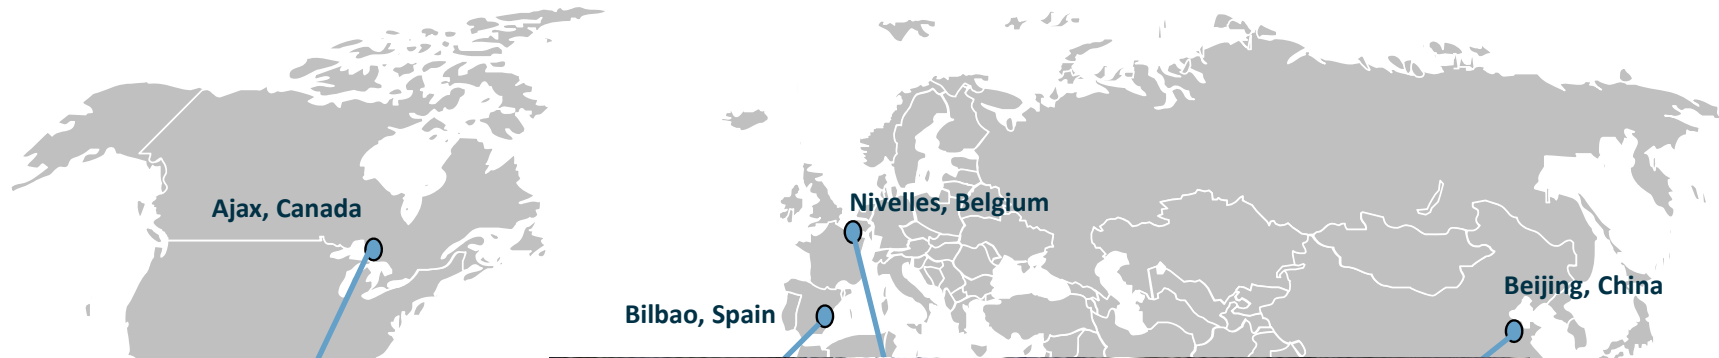 Ajax, Canada
Nivelles, Belgium
Bilbao, Spain
Beijing, China